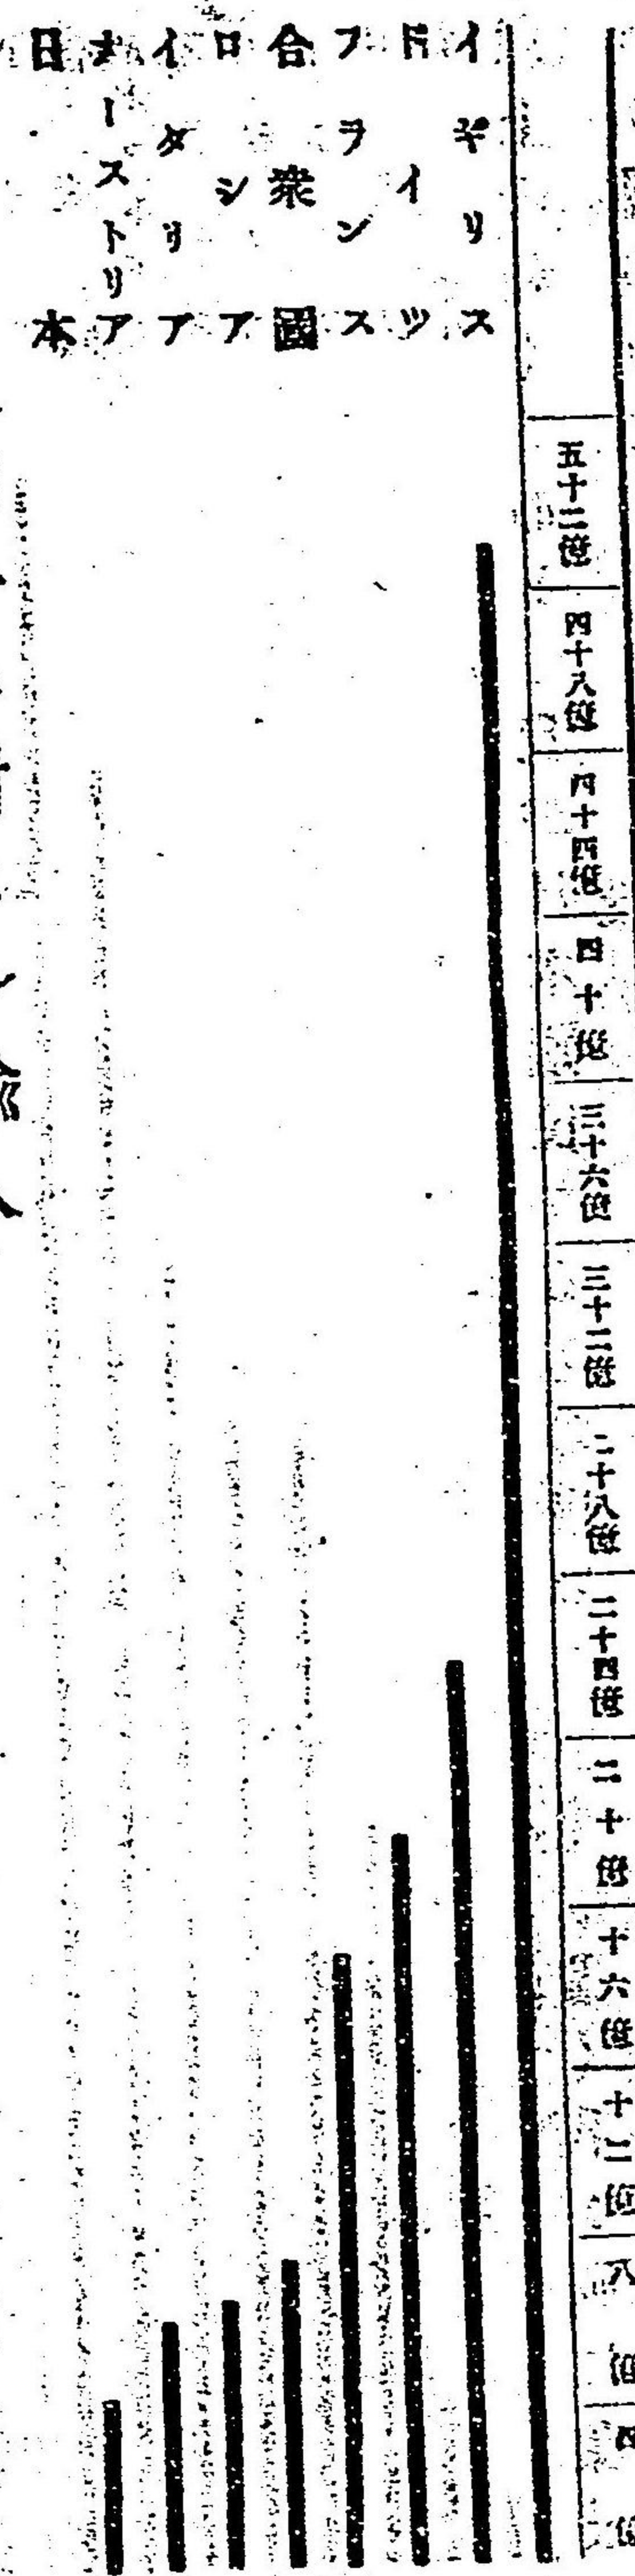 五十二億
四十八億
四十四億
四十億
三十六億
三十二億
二十八億
二十四億
二十億
十六億
十二億
八億
四億
イギリス
ドイツ
フランス
合衆國
ロシア
イタリア
オーストリア
日本